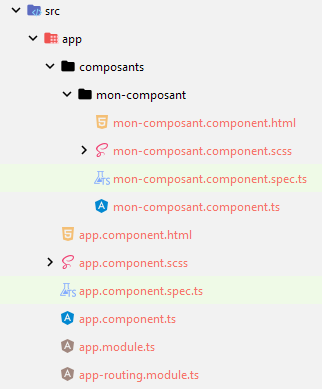 src
app
composants
mon-composant
mon-composant.component.html
mon-composant.component.scss
mon-composant.component.spec.ts
mon-composant.component.ts
app.component.html
app.component.scss
app.component.spec.ts
app.component.ts
app.module.ts
app-routing.module.ts